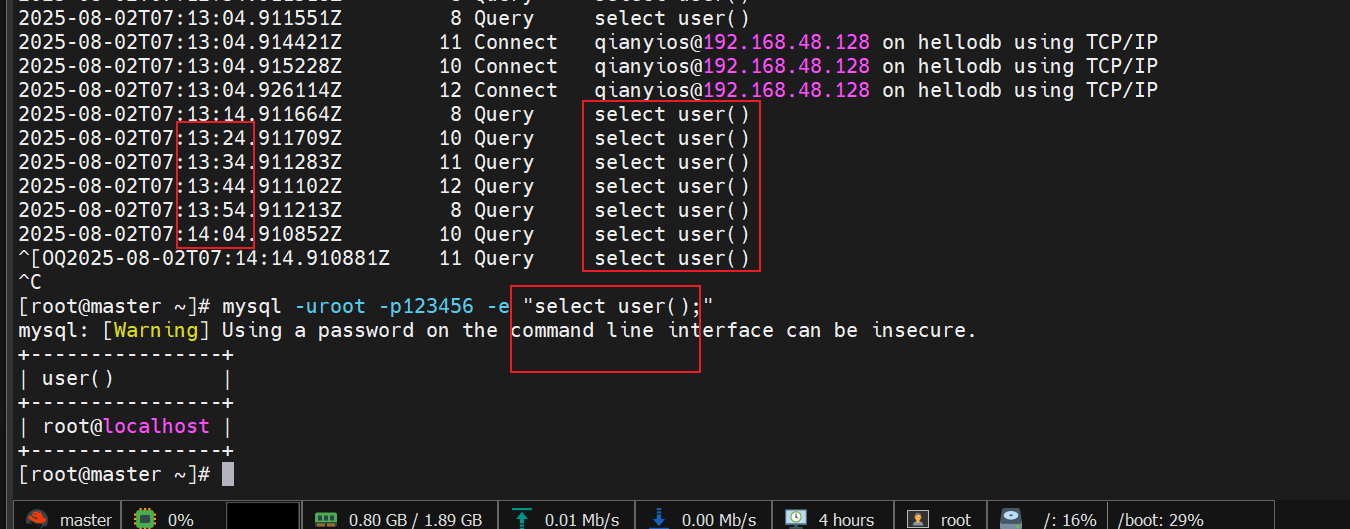 2025-08-02T07:13:04.911551Z 8 Query select user()
2025-08-02T07:13:04.914421Z 11 Connect qianyios@192.168.48.128 on hellodb using TCP/IP
2025-08-02T07:13:04.915228Z 10 Connect qianyios@192.168.48.128 on hellodb using TCP/IP
2025-08-02T07:13:04.926114Z 12 Connect qianyios@192.168.48.128 on hellodb using TCP/IP
2025-08-02T07:13:14.911664Z 8 Query select user()
2025-08-02T07:13:24.911709Z 10 Query select user()
2025-08-02T07:13:34.911283Z 11 Query select user()
2025-08-02T07:13:44.911102Z 12 Query select user()
2025-08-02T07:13:54.911213Z 8 Query select user()
2025-08-02T07:14:04.910852Z 10 Query select user()
^[OQ2025-08-02T07:14:14.910881Z 11 Query select user()
^C
[root@master ~]# mysql -uroot -p123456 -e "select user();"
mysql: [Warning] Using a password on the command line interface can be insecure.
+----------------+
| user() |
+----------------+
| root@localhost |
+----------------+
[root@master ~]#
master 0% 0.80 GB / 1.89 GB 0.01 Mb/s 0.00 Mb/s 4 hours root /: 16% /boot: 29%